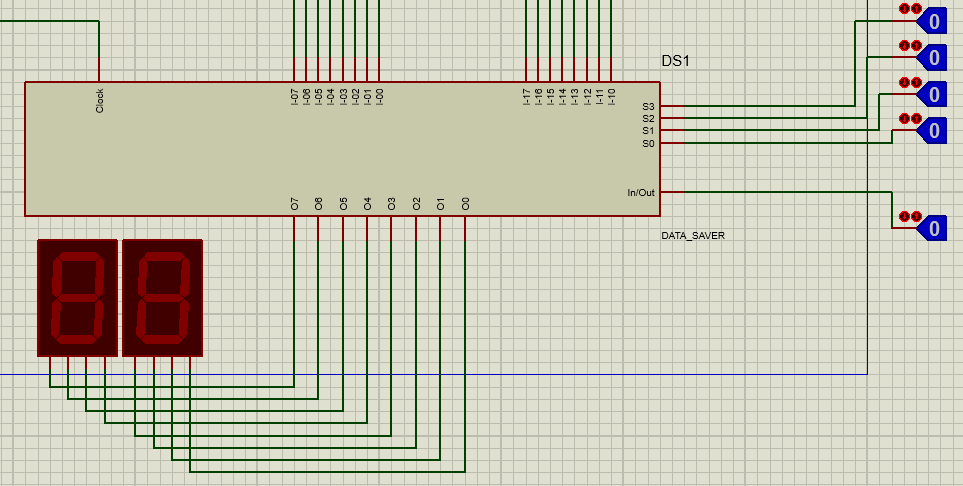 0
DS1
0
Clock
I-07
I-06
I-05
I-04
I-03
I-02
I-01
I-00
I-17
I-16
I-15
I-14
I-13
I-12
I-11
I-10
0
S3
S2
S1
S0
0
In/Out
O7
O6
O5
O4
O3
O2
O1
O0
0
DATA_SAVER